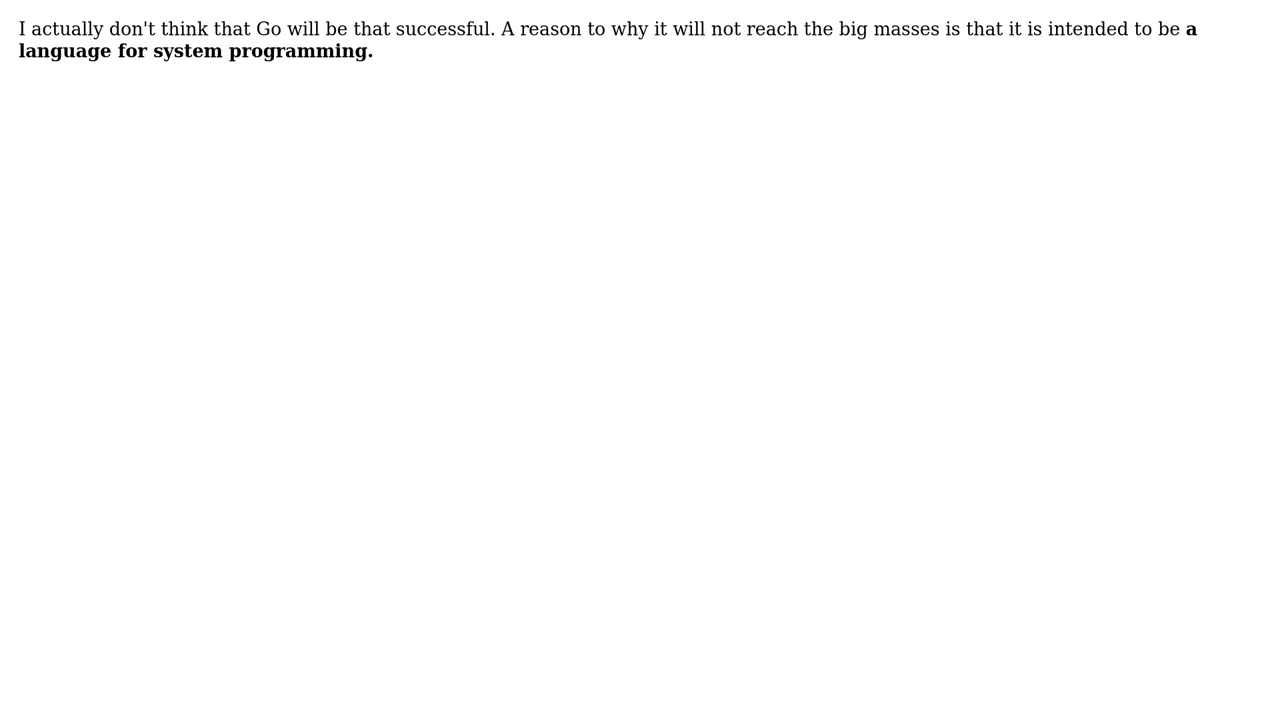 I actually don't think that Go will be that successful. A reason to why it will not reach the big masses is that it is intended to be a
language for system programming.